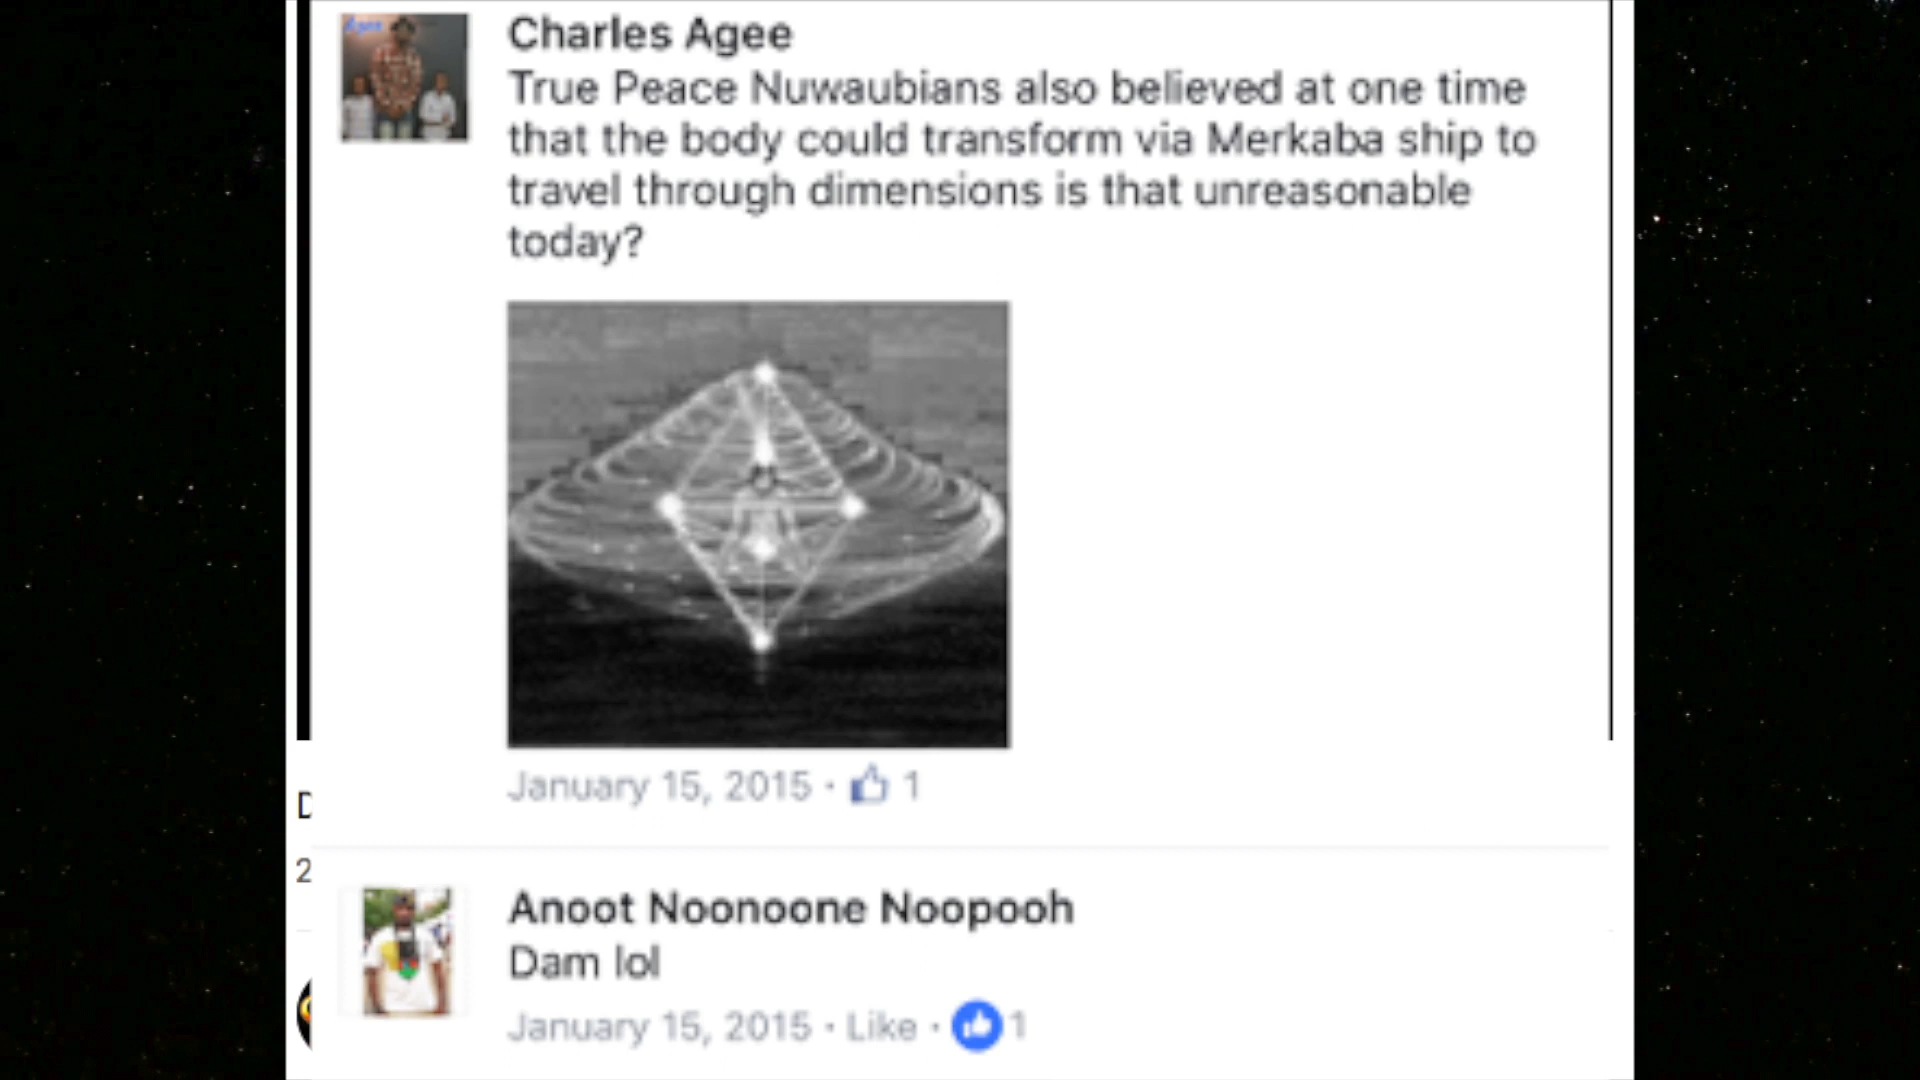 Charles Agee
True Peace Nuwaubians also believed at one time
that the body could transform via Merkaba ship to
travel through dimensions is that unreasonable
today?
January 15, 2015 · 1
D
2
Anoot Noonoone Noopooh
Dam lol
January 15, 2015 · Like · 1